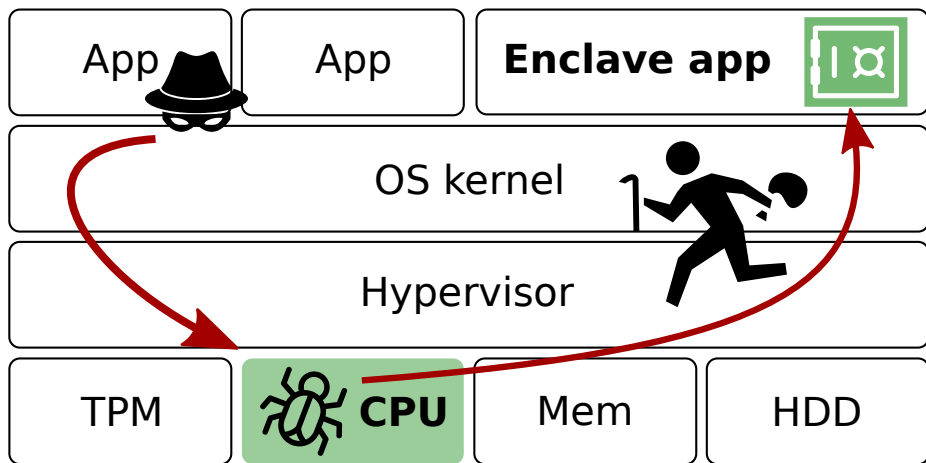 App
App
Enclave app
OS kernel
Hypervisor
TPM
CPU
Mem
HDD